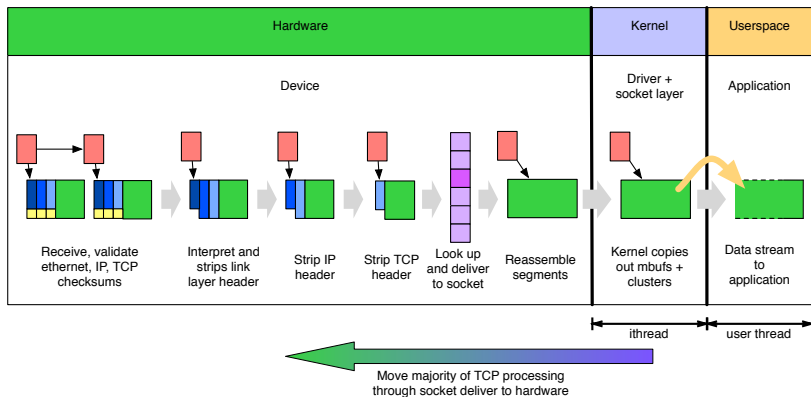 Hardware
Kernel
Userspace
Device
Driver +
socket layer
Application
Receive, validate
ethernet, IP, TCP
checksums
Interpret and
strips link
layer header
Strip IP
header
Strip TCP
header
Look up
and deliver
to socket
Reassemble
segments
Kernel copies
out mbufs +
clusters
Data stream
to
application
ithread
user thread
Move majority of TCP processing
through socket deliver to hardware